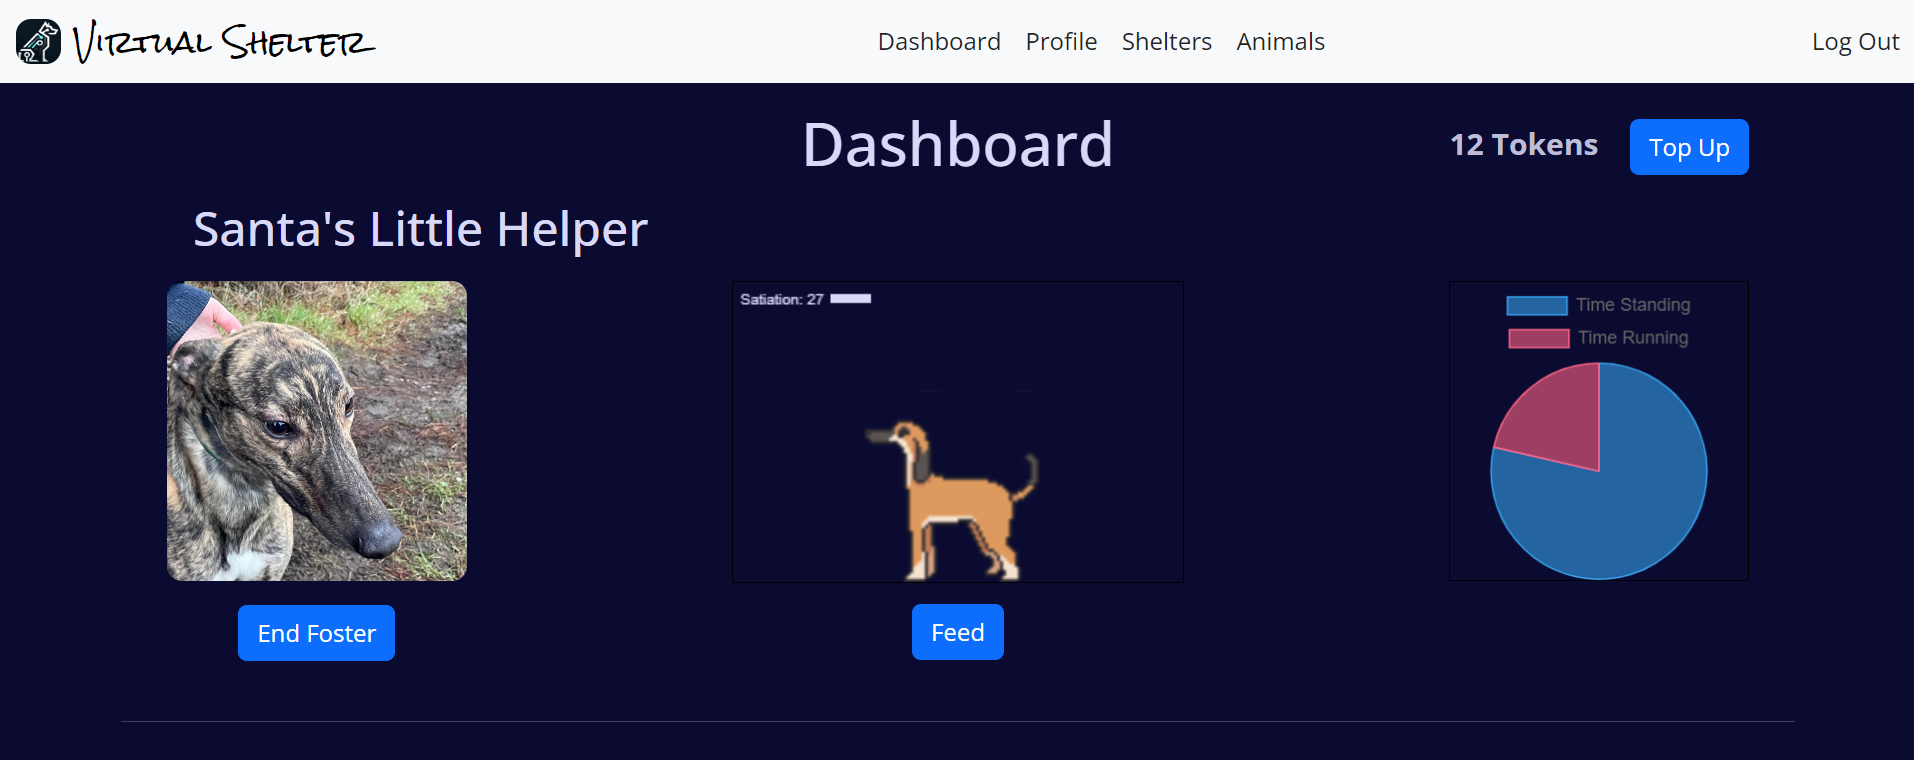 Virtual Shelter
Dashboard Profile Shelters Animals
Log Out
Dashboard
12 Tokens
Top Up
Santa's Little Helper
Satiation: 27
Time Standing
Time Running
End Foster
Feed